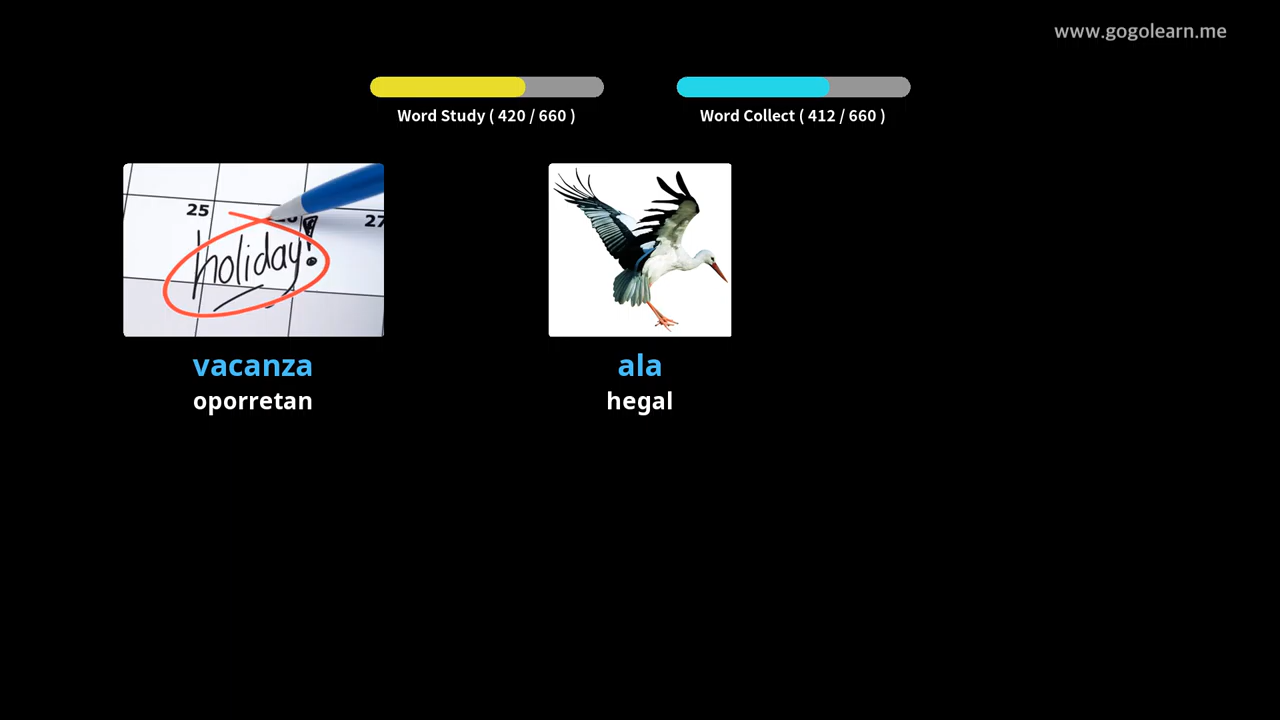 www.gogolearn.me
Word Study ( 420 / 660 )
Word Collect ( 412 / 660 )
25
27
holiday!
vacanza
oporretan
ala
hegal